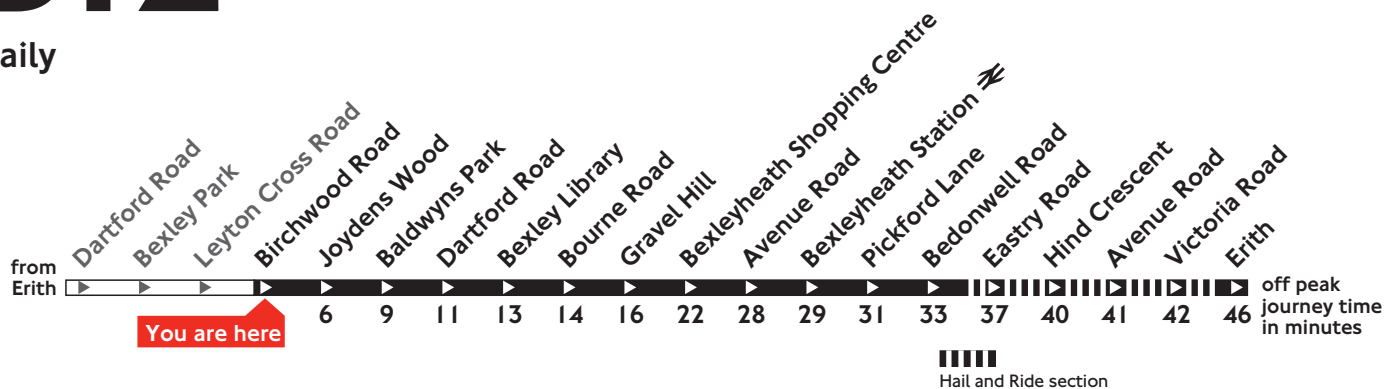 aily
Dartford Road
Bexley Park
Leyton Cross Road
Birchwood Road
Joydens Wood
Baldwyns Park
Dartford Road
Bexley Library
Bourne Road
Gravel Hill
Bexleyheath Shopping Centre
Avenue Road
Bexleyheath Station
Pickford Lane
Bedonwell Road
Eastry Road
Hind Crescent
Avenue Road
Victoria Road
Erith
from
Erith
off peak
journey time
in minutes
You are here
6 9 11 13 14 16 22 28 29 31 33 37 40 41 42 46
Hail and Ride section